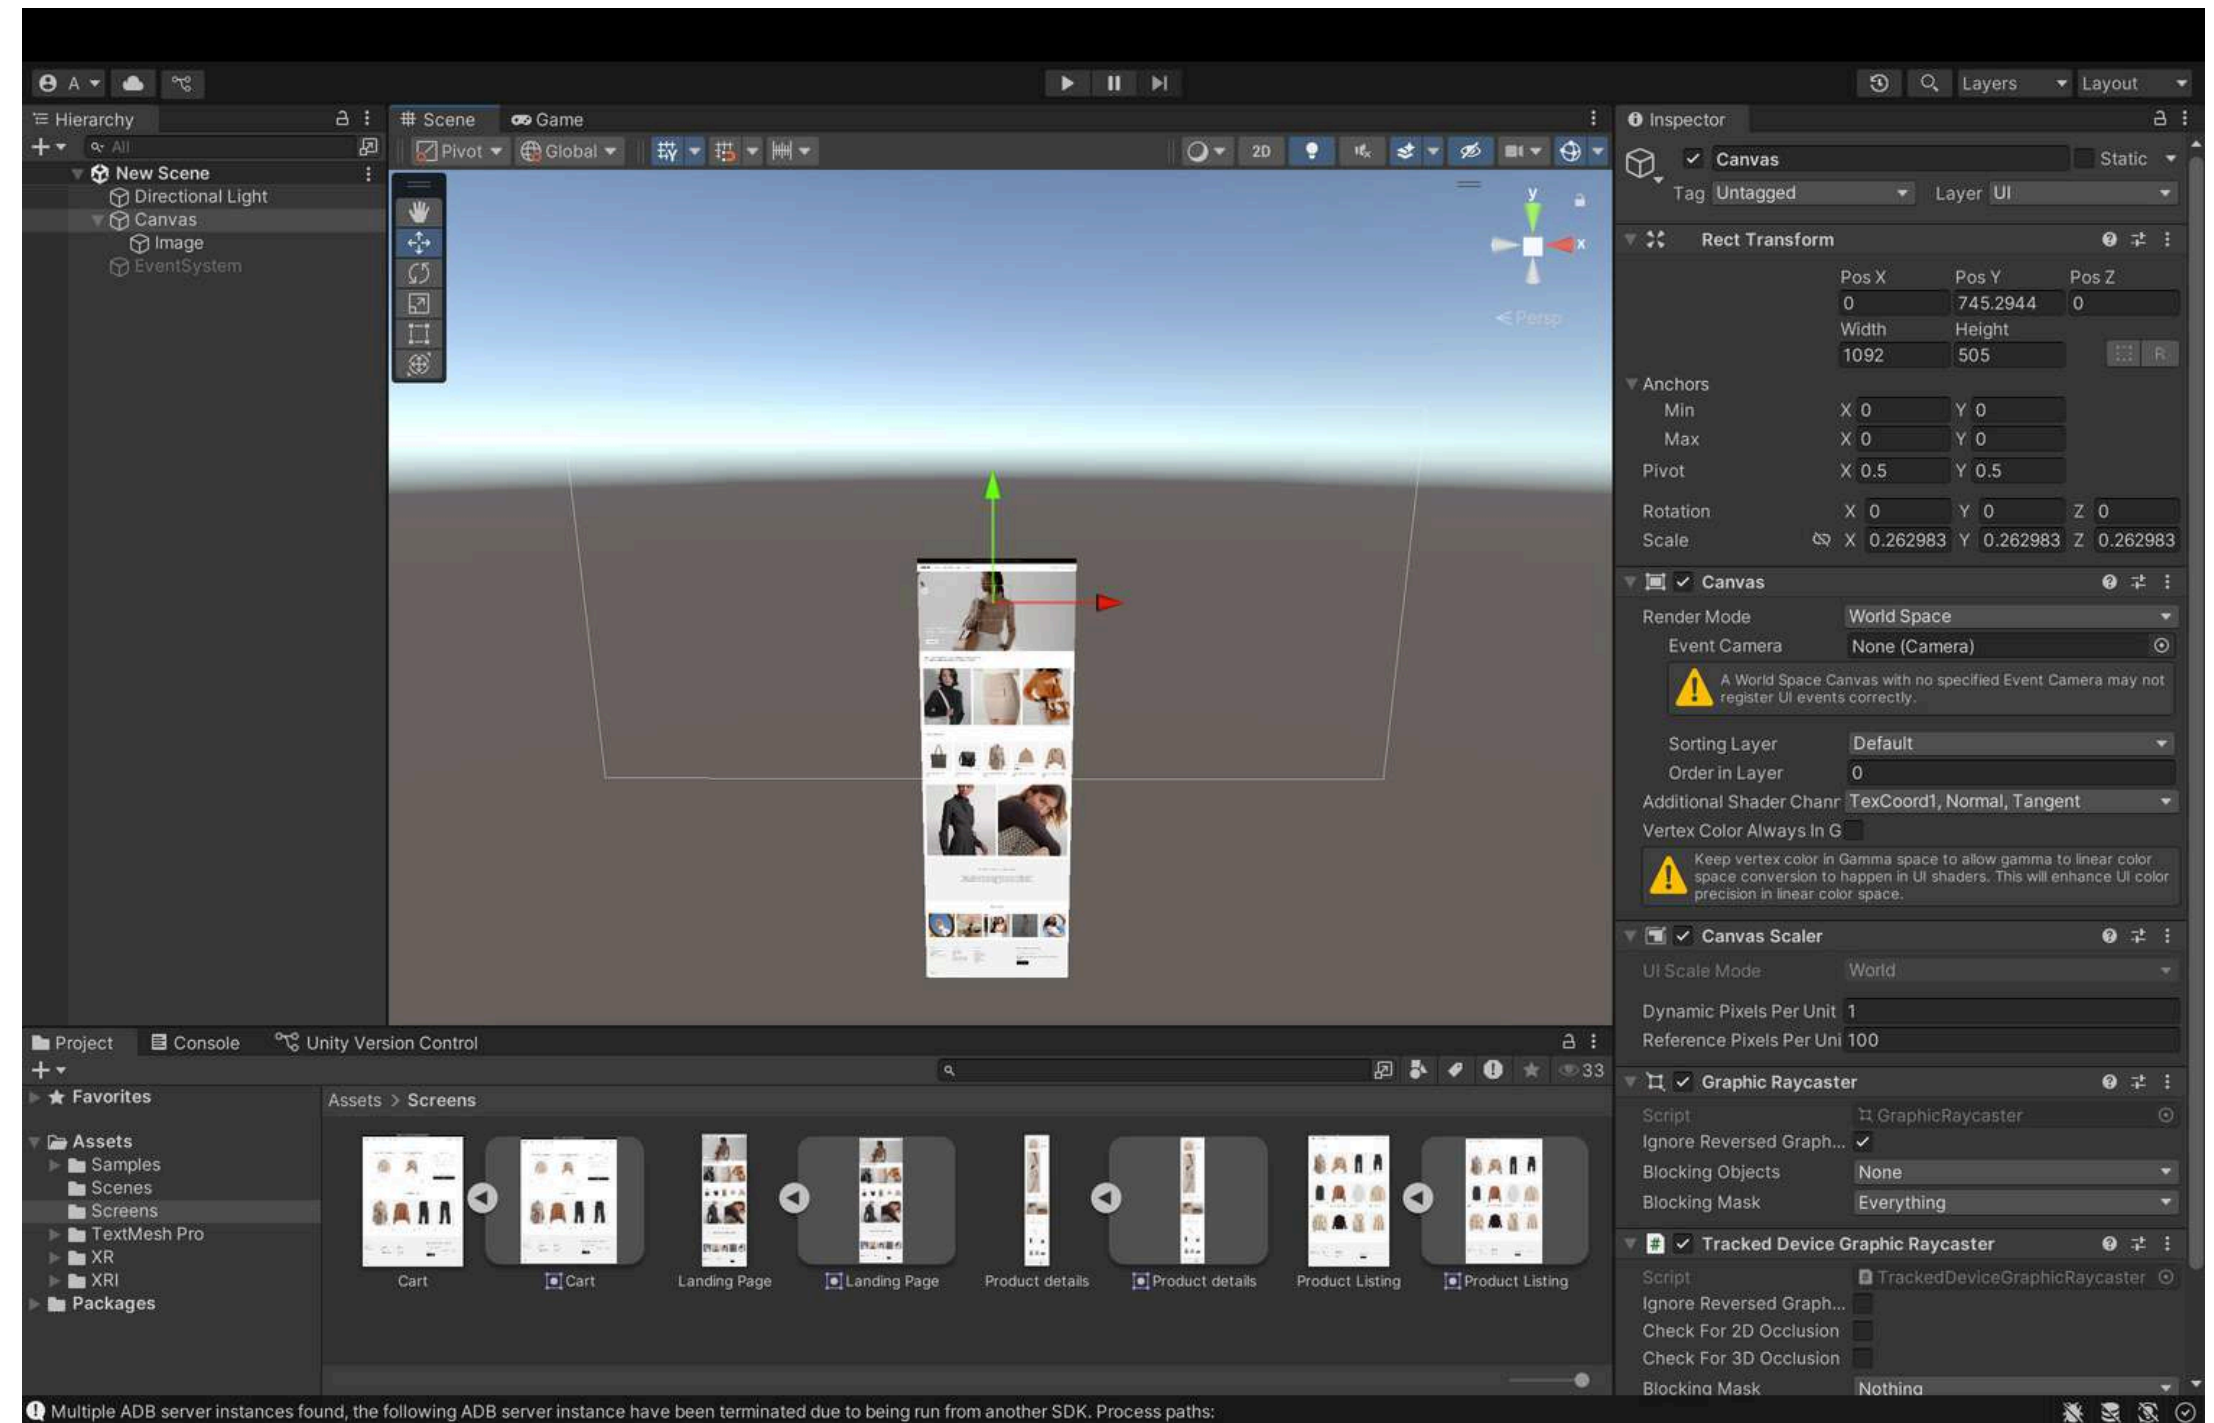 A
Layers
Layout
Hierarchy
All
New Scene
Directional Light
Canvas
Image
EventSystem
Scene
Game
Pivot
Global
2D
y
x
Persp
Inspector
Canvas
Static
Tag Untagged
Layer UI
Rect Transform
Pos X Pos Y Pos Z
0 745.2944 0
Width Height
1092 505
R
Anchors
Min X 0 Y 0
Max X 0 Y 0
Pivot X 0.5 Y 0.5
Rotation X 0 Y 0 Z 0
Scale X 0.262983 Y 0.262983 Z 0.262983
Canvas
Render Mode World Space
Event Camera None (Camera)
A World Space Canvas with no specified Event Camera may not
register UI events correctly.
Sorting Layer Default
Order in Layer 0
Additional Shader Chanr TexCoord1, Normal, Tangent
Vertex Color Always In G
Keep vertex color in Gamma space to allow gamma to linear color
space conversion to happen in UI shaders. This will enhance UI color
precision in linear color space.
Canvas Scaler
UI Scale Mode World
Dynamic Pixels Per Unit 1
Reference Pixels Per Uni 100
Graphic Raycaster
Script GraphicRaycaster
Ignore Reversed Graph...
Blocking Objects None
Blocking Mask Everything
Tracked Device Graphic Raycaster
Script TrackedDeviceGraphicRaycaster
Ignore Reversed Graph...
Check For 2D Occlusion
Check For 3D Occlusion
Blocking Mask Nothing
Project
Console
Unity Version Control
33
Favorites
Assets
Samples
Scenes
Screens
TextMesh Pro
XR
XRI
Packages
Assets > Screens
Cart
Cart
Landing Page
Landing Page
Product details
Product details
Product Listing
Product Listing
Multiple ADB server instances found, the following ADB server instance have been terminated due to being run from another SDK. Process paths: